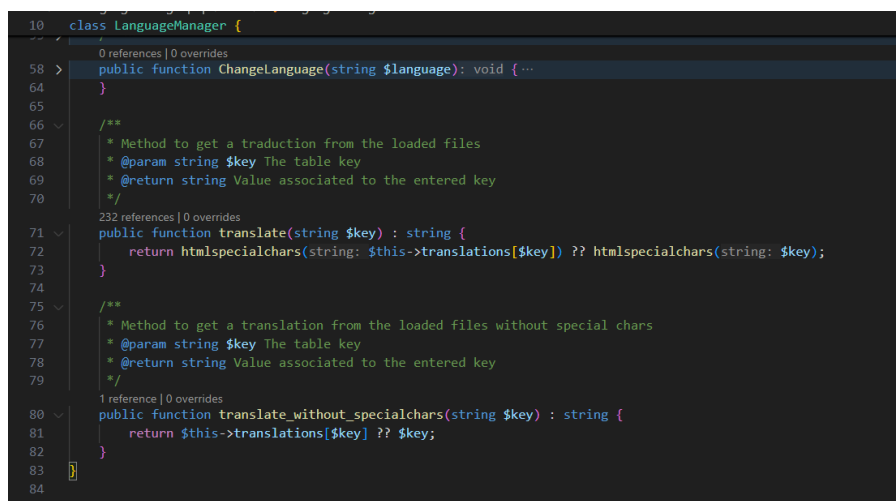 10 class LanguageManager {
0 references | 0 overrides
58 > public function ChangeLanguage(string $language): void { ···
64 }
65
66 /**
67 * Method to get a traduction from the loaded files
68 * @param string $key The table key
69 * @return string Value associated to the entered key
70 */
232 references | 0 overrides
71 public function translate(string $key) : string {
72 return htmlspecialchars(string: $this->translations[$key]) ?? htmlspecialchars(string: $key);
73 }
74
75 /**
76 * Method to get a translation from the loaded files without special chars
77 * @param string $key The table key
78 * @return string Value associated to the entered key
79 */
1 reference | 0 overrides
80 public function translate_without_specialchars(string $key) : string {
81 return $this->translations[$key] ?? $key;
82 }
83 }
84